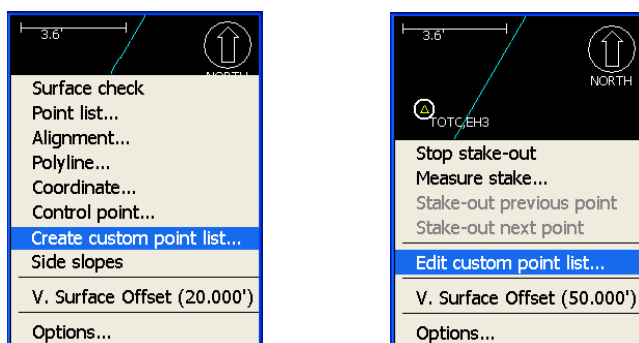 3.6'
NORTH
Surface check
Point list...
Alignment...
Polyline...
Coordinate...
Control point...
Create custom point list...
Side slopes
V. Surface Offset (20.000')
Options...
3.6'
NORTH
TOTC,EH3
Stop stake-out
Measure stake...
Stake-out previous point
Stake-out next point
Edit custom point list...
V. Surface Offset (50.000')
Options...